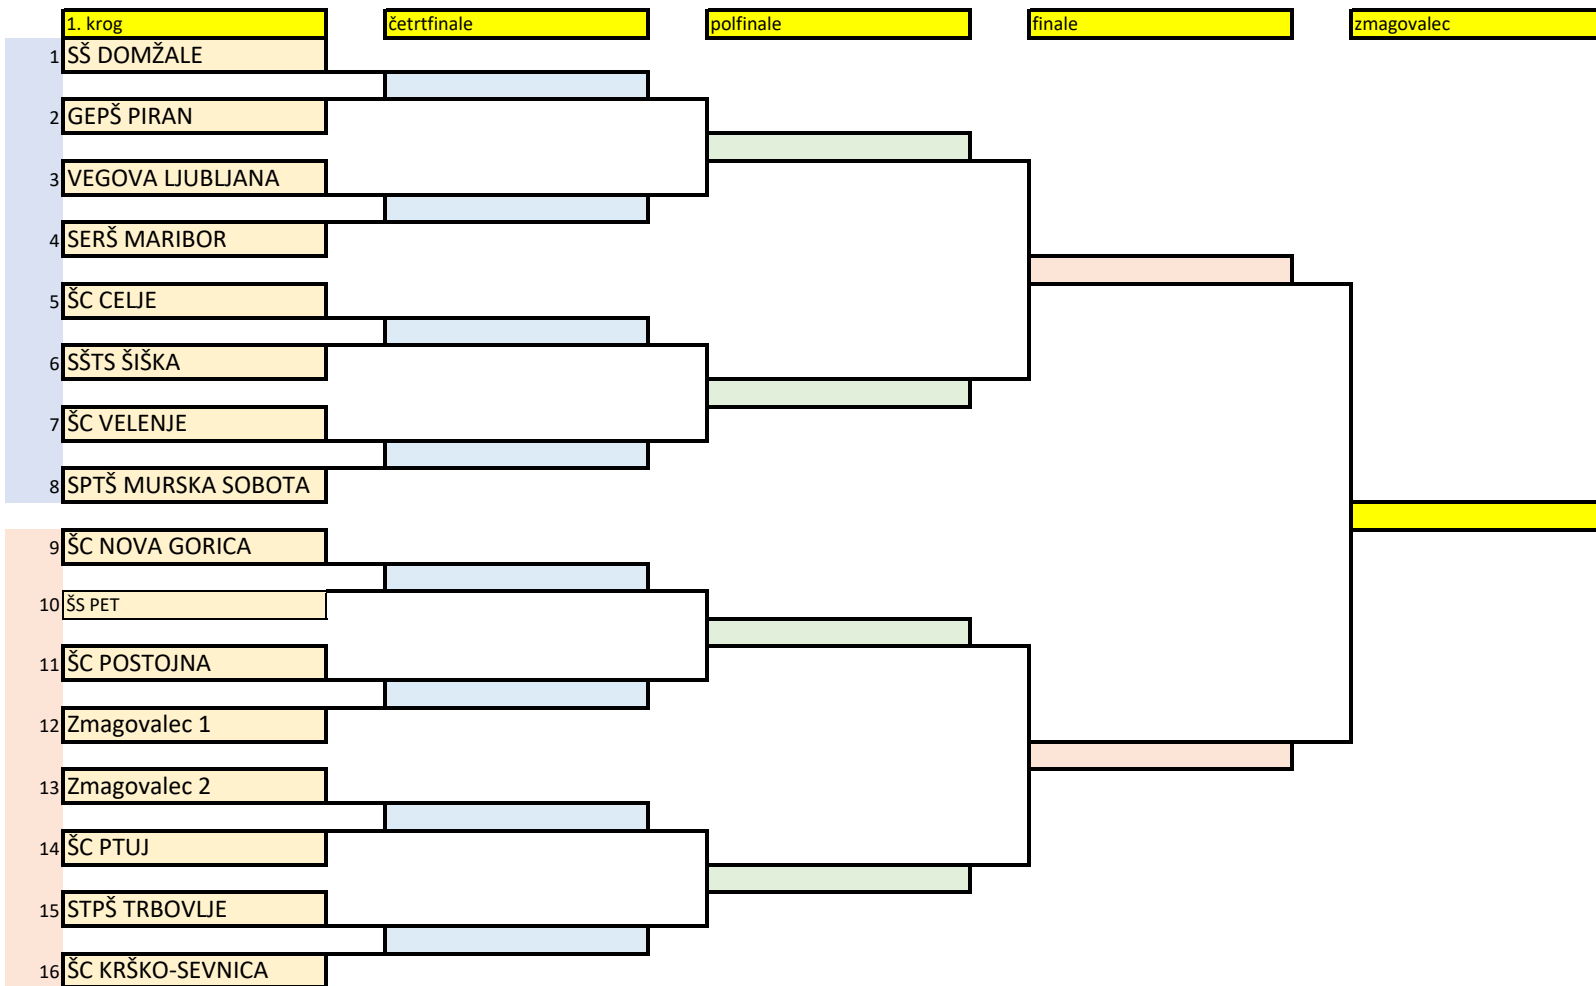 1. krog četrtfinale polfinale finale zmagovalec
1 SŠ DOMŽALE
2 GEPŠ PIRAN
3 VEGOVA LJUBLJANA
4 SERŠ MARIBOR
5 ŠC CELJE
6 SŠTS ŠIŠKA
7 ŠC VELENJE
8 SPTŠ MURSKA SOBOTA
9 ŠC NOVA GORICA
10 ŠS PET
11 ŠC POSTOJNA
12 Zmagovalec 1
13 Zmagovalec 2
14 ŠC PTUJ
15 STPŠ TRBOVLJE
16 ŠC KRŠKO-SEVNICA